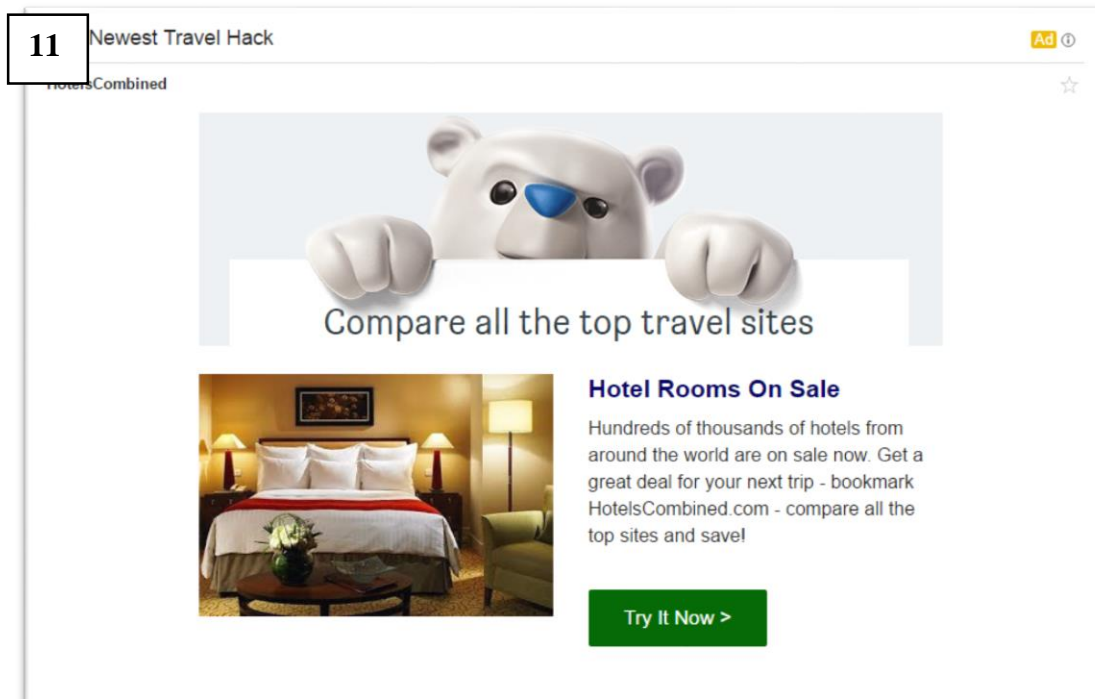 11
Newest Travel Hack
Ad
HotelsCombined
Compare all the top travel sites
Hotel Rooms On Sale
Hundreds of thousands of hotels from
around the world are on sale now. Get a
great deal for your next trip - bookmark
HotelsCombined.com - compare all the
top sites and save!
Try It Now >